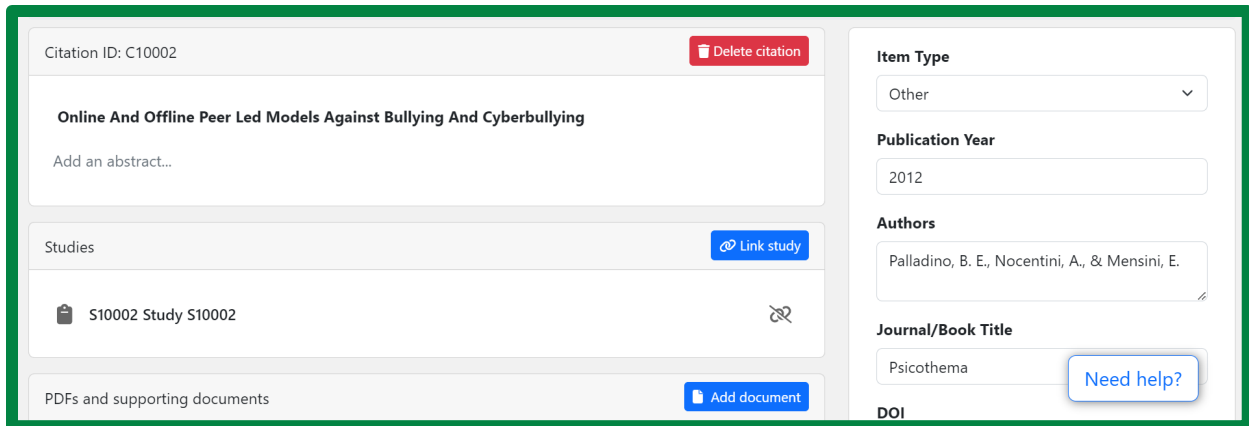 Citation ID: C10002
Delete citation
Online And Offline Peer Led Models Against Bullying And Cyberbullying
Add an abstract...
Studies
Link study
S10002 Study S10002
PDFs and supporting documents
Add document
Item Type
Other
Publication Year
2012
Authors
Palladino, B. E., Nocentini, A., & Mensini, E.
Journal/Book Title
Psicothema
Need help?
DOI